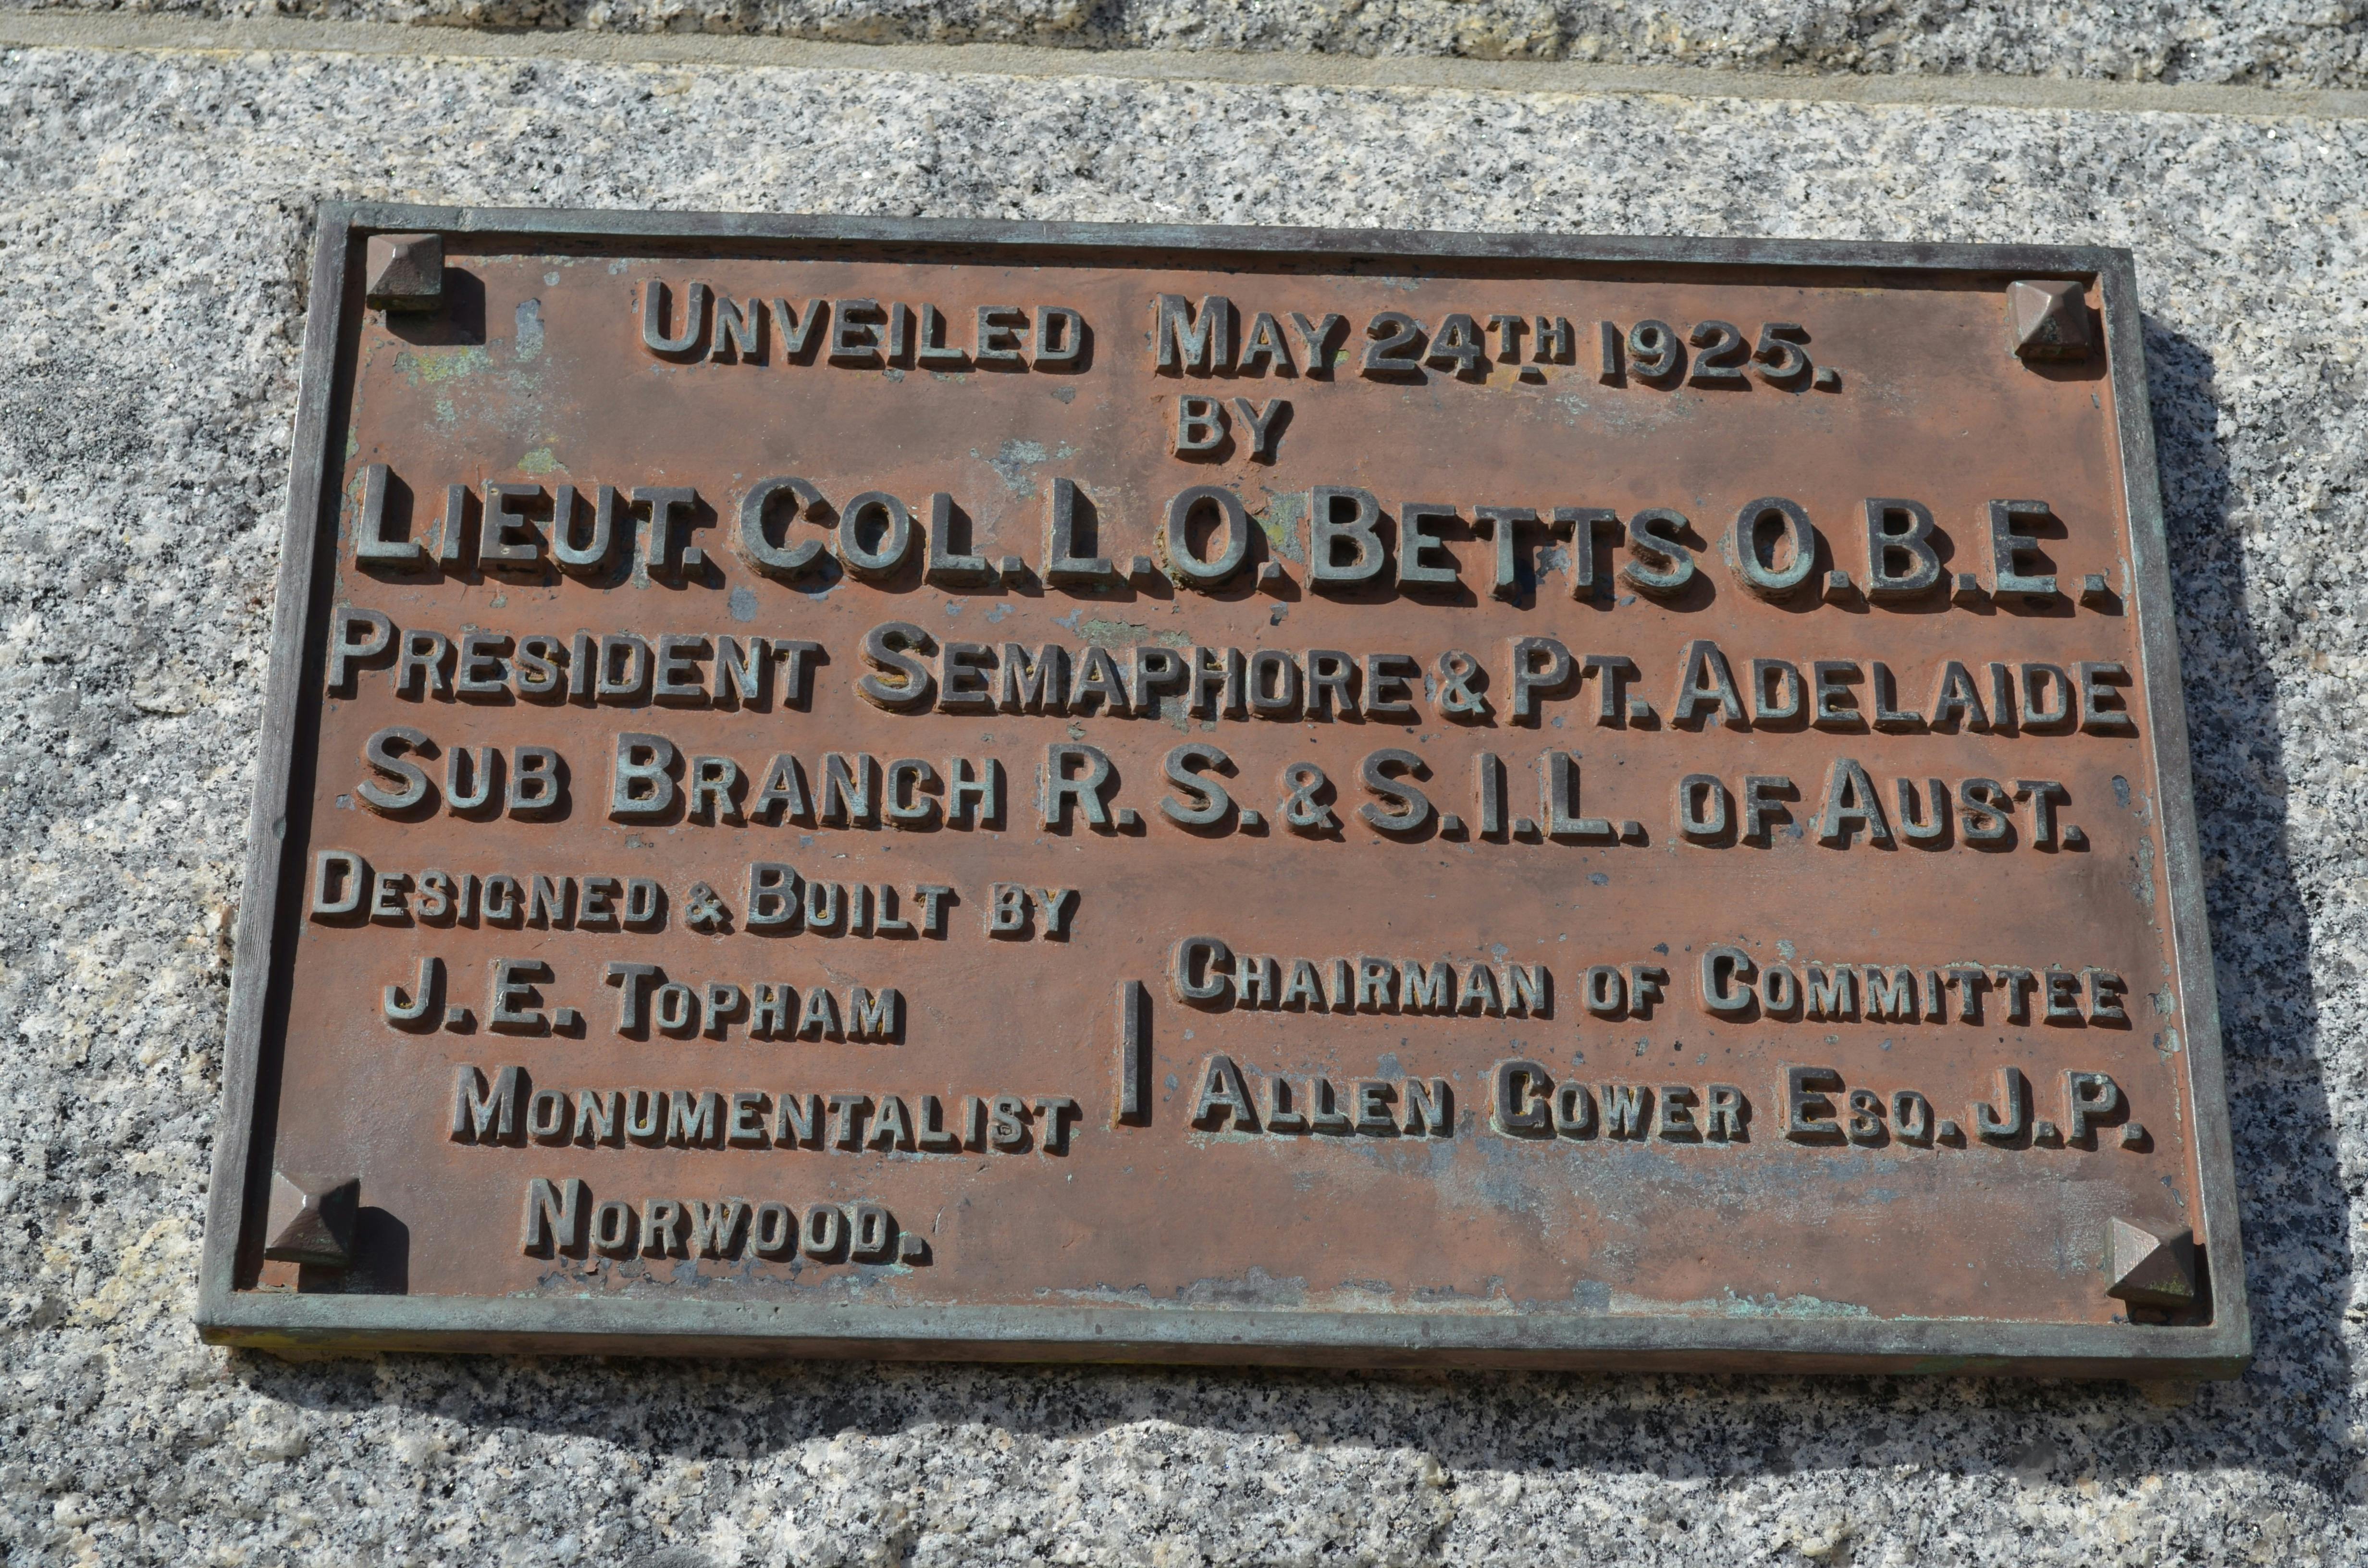 UNVEILED MAY 24TH. 1925.
BY
LIEUT. COL. L.O. BETTS O.B.E.
PRESIDENT SEMAPHORE & PT. ADELAIDE
SUB BRANCH R.S. & S.I.L. OF AUST.
DESIGNED & BUILT BY
J.E. TOPHAM
MONUMENTALIST
NORWOOD.
CHAIRMAN OF COMMITTEE
ALLEN GOWER ESQ. J.P.